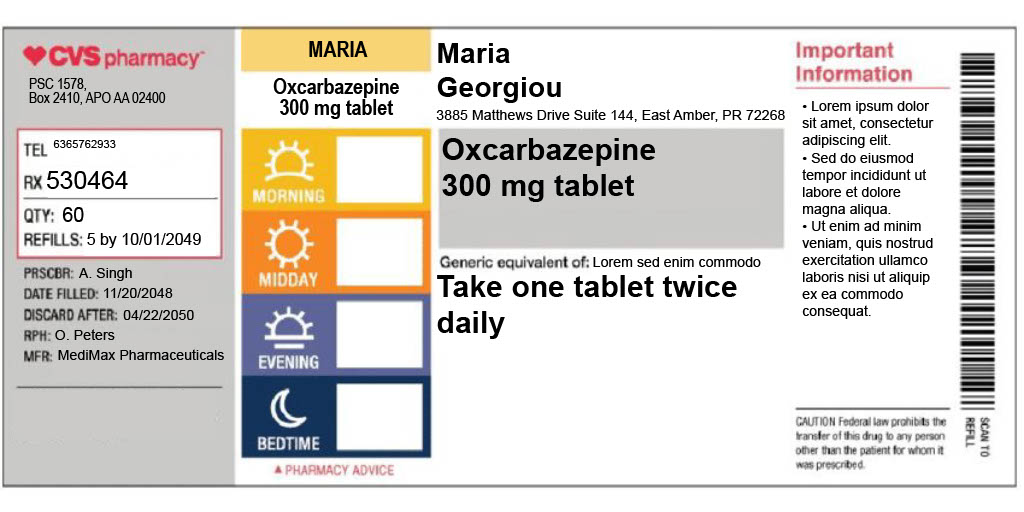 CVS pharmacy
PSC 1578,
Box 2410, APO AA 02400
TEL 6365762933
RX 530464
QTY: 60
REFILLS: 5 by 10/01/2049
PRSCBR: A. Singh
DATE FILLED: 11/20/2048
DISCARD AFTER: 04/22/2050
RPH: O. Peters
MFR: MediMax Pharmaceuticals
MARIA
Oxcarbazepine
300 mg tablet
MORNING
MIDDAY
EVENING
BEDTIME
▲ PHARMACY ADVICE
Maria
Georgiou
3885 Matthews Drive Suite 144, East Amber, PR 72268
Oxcarbazepine
300 mg tablet
Generic equivalent of: Lorem sed enim commodo
Take one tablet twice
daily
Important
Information
• Lorem ipsum dolor
sit amet, consectetur
adipiscing elit.
• Sed do eiusmod
tempor incididunt ut
labore et dolore
magna aliqua.
• Ut enim ad minim
veniam, quis nostrud
exercitation ullamco
laboris nisi ut aliquip
ex ea commodo
consequat.
CAUTION Federal law prohibits the
transfer of this drug to any person
other than the patient for whom it
was prescribed.
SCAN TO
REFILL